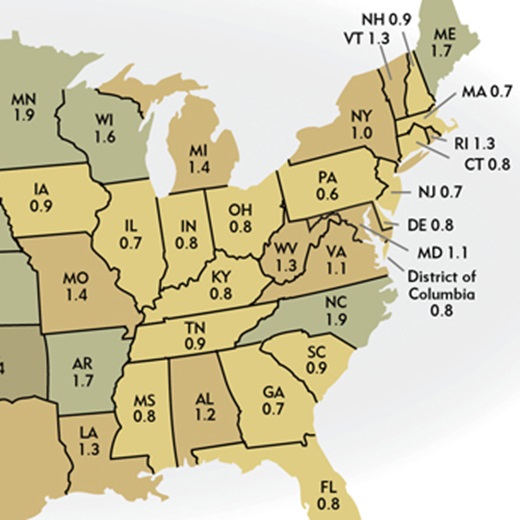 NH 0.9
VT 1.3
ME
1.7
MN
1.9
WI
1.6
MA 0.7
NY
1.0
MI
1.4
RI 1.3
CT 0.8
PA
0.6
NJ 0.7
IA
0.9
IL
0.7
IN
0.8
OH
0.8
DE 0.8
WV
1.3
VA
1.1
MD 1.1
District of
Columbia
0.8
MO
1.4
KY
0.8
NC
1.9
TN
0.9
4
AR
1.7
SC
0.9
MS
0.8
AL
1.2
GA
0.7
LA
1.3
FL
0.8